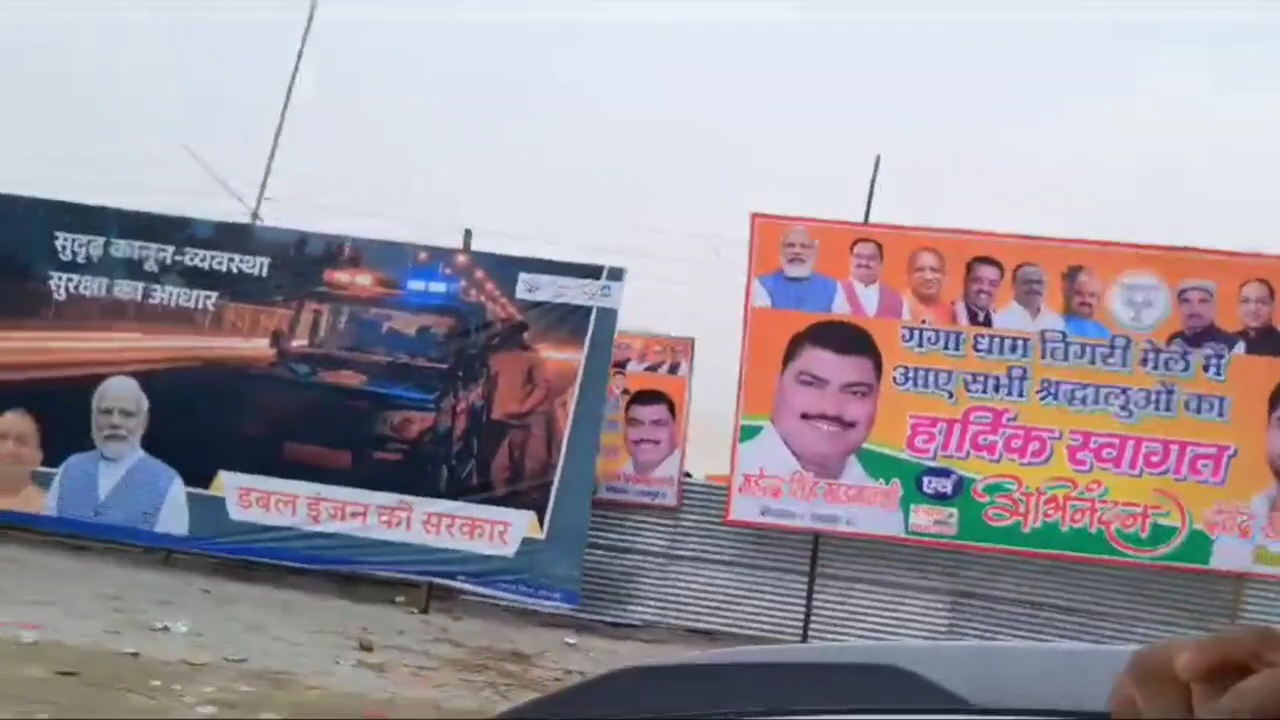 सुदृढ़ कानून-व्यवस्था
सुरक्षा का आधार
डबल इंजन की सरकार
गंगा धाम तिगरी मेले में
आए सभी श्रद्धालुओं का
हार्दिक स्वागत
एवं
अभिनंदन
सिंह